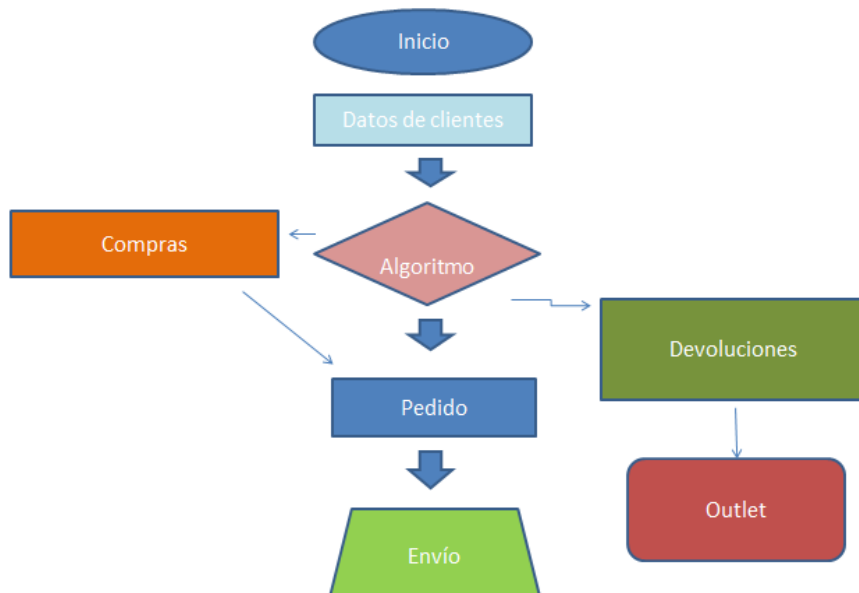 Inicio
Datos de clientes
Compras
Algoritmo
Devoluciones
Pedido
Outlet
Envío